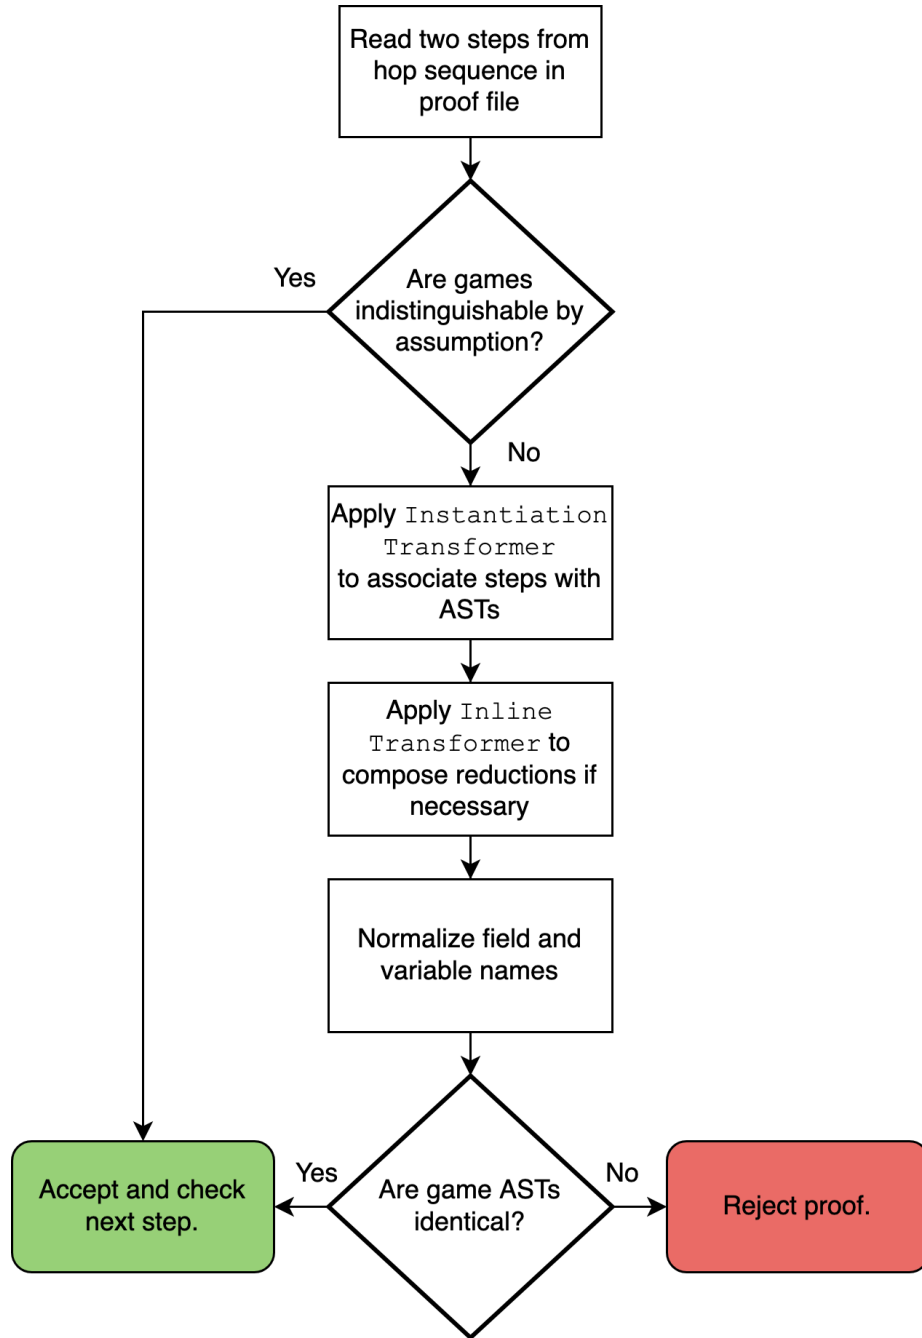 Read two steps from
hop sequence in
proof file
Yes
Are games
indistinguishable by
assumption?
No
Apply Instantiation
Transformer
to associate steps with
ASTs
Apply Inline
Transformer to
compose reductions if
necessary
Normalize field and
variable names
Accept and check
next step.
Yes
Are game ASTs
identical?
No
Reject proof.